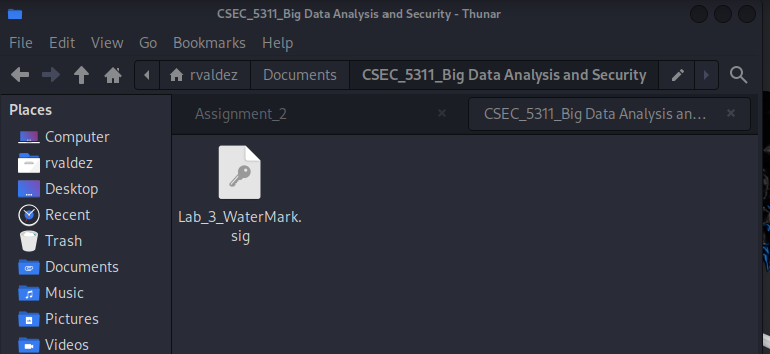 CSEC_5311_Big Data Analysis and Security - Thunar
File Edit View Go Bookmarks Help
rvaldez Documents CSEC_5311_Big Data Analysis and Security
Places
Computer
rvaldez
Desktop
Recent
Trash
Documents
Music
Pictures
Videos
Assignment_2
CSEC_5311_Big Data Analysis an...
Lab_3_WaterMark.
sig